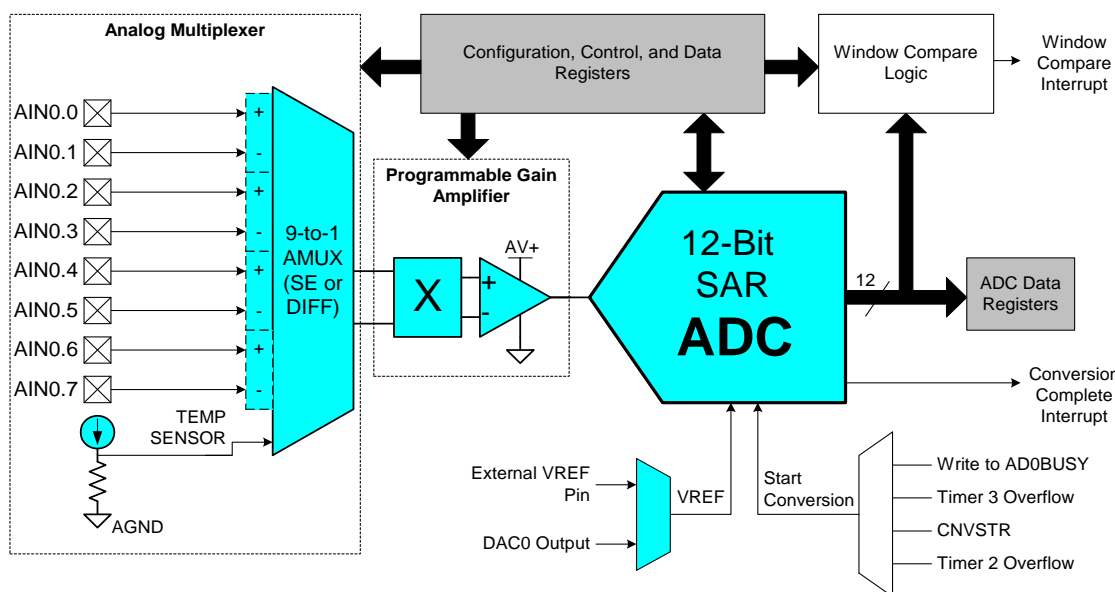 Analog Multiplexer
Configuration, Control, and Data
Registers
Window Compare
Logic
Window
Compare
Interrupt
AIN0.0
+
AIN0.1
-
AIN0.2
+
AIN0.3
-
AIN0.4
+
AIN0.5
-
AIN0.6
+
AIN0.7
-
9-to-1
AMUX
(SE or
DIFF)
TEMP
SENSOR
AGND
Programmable Gain
Amplifier
X
+
-
AV+
12-Bit
SAR
ADC
12
ADC Data
Registers
Conversion
Complete
Interrupt
External VREF
Pin
DAC0 Output
VREF
Start
Conversion
Write to AD0BUSY
Timer 3 Overflow
CNVSTR
Timer 2 Overflow